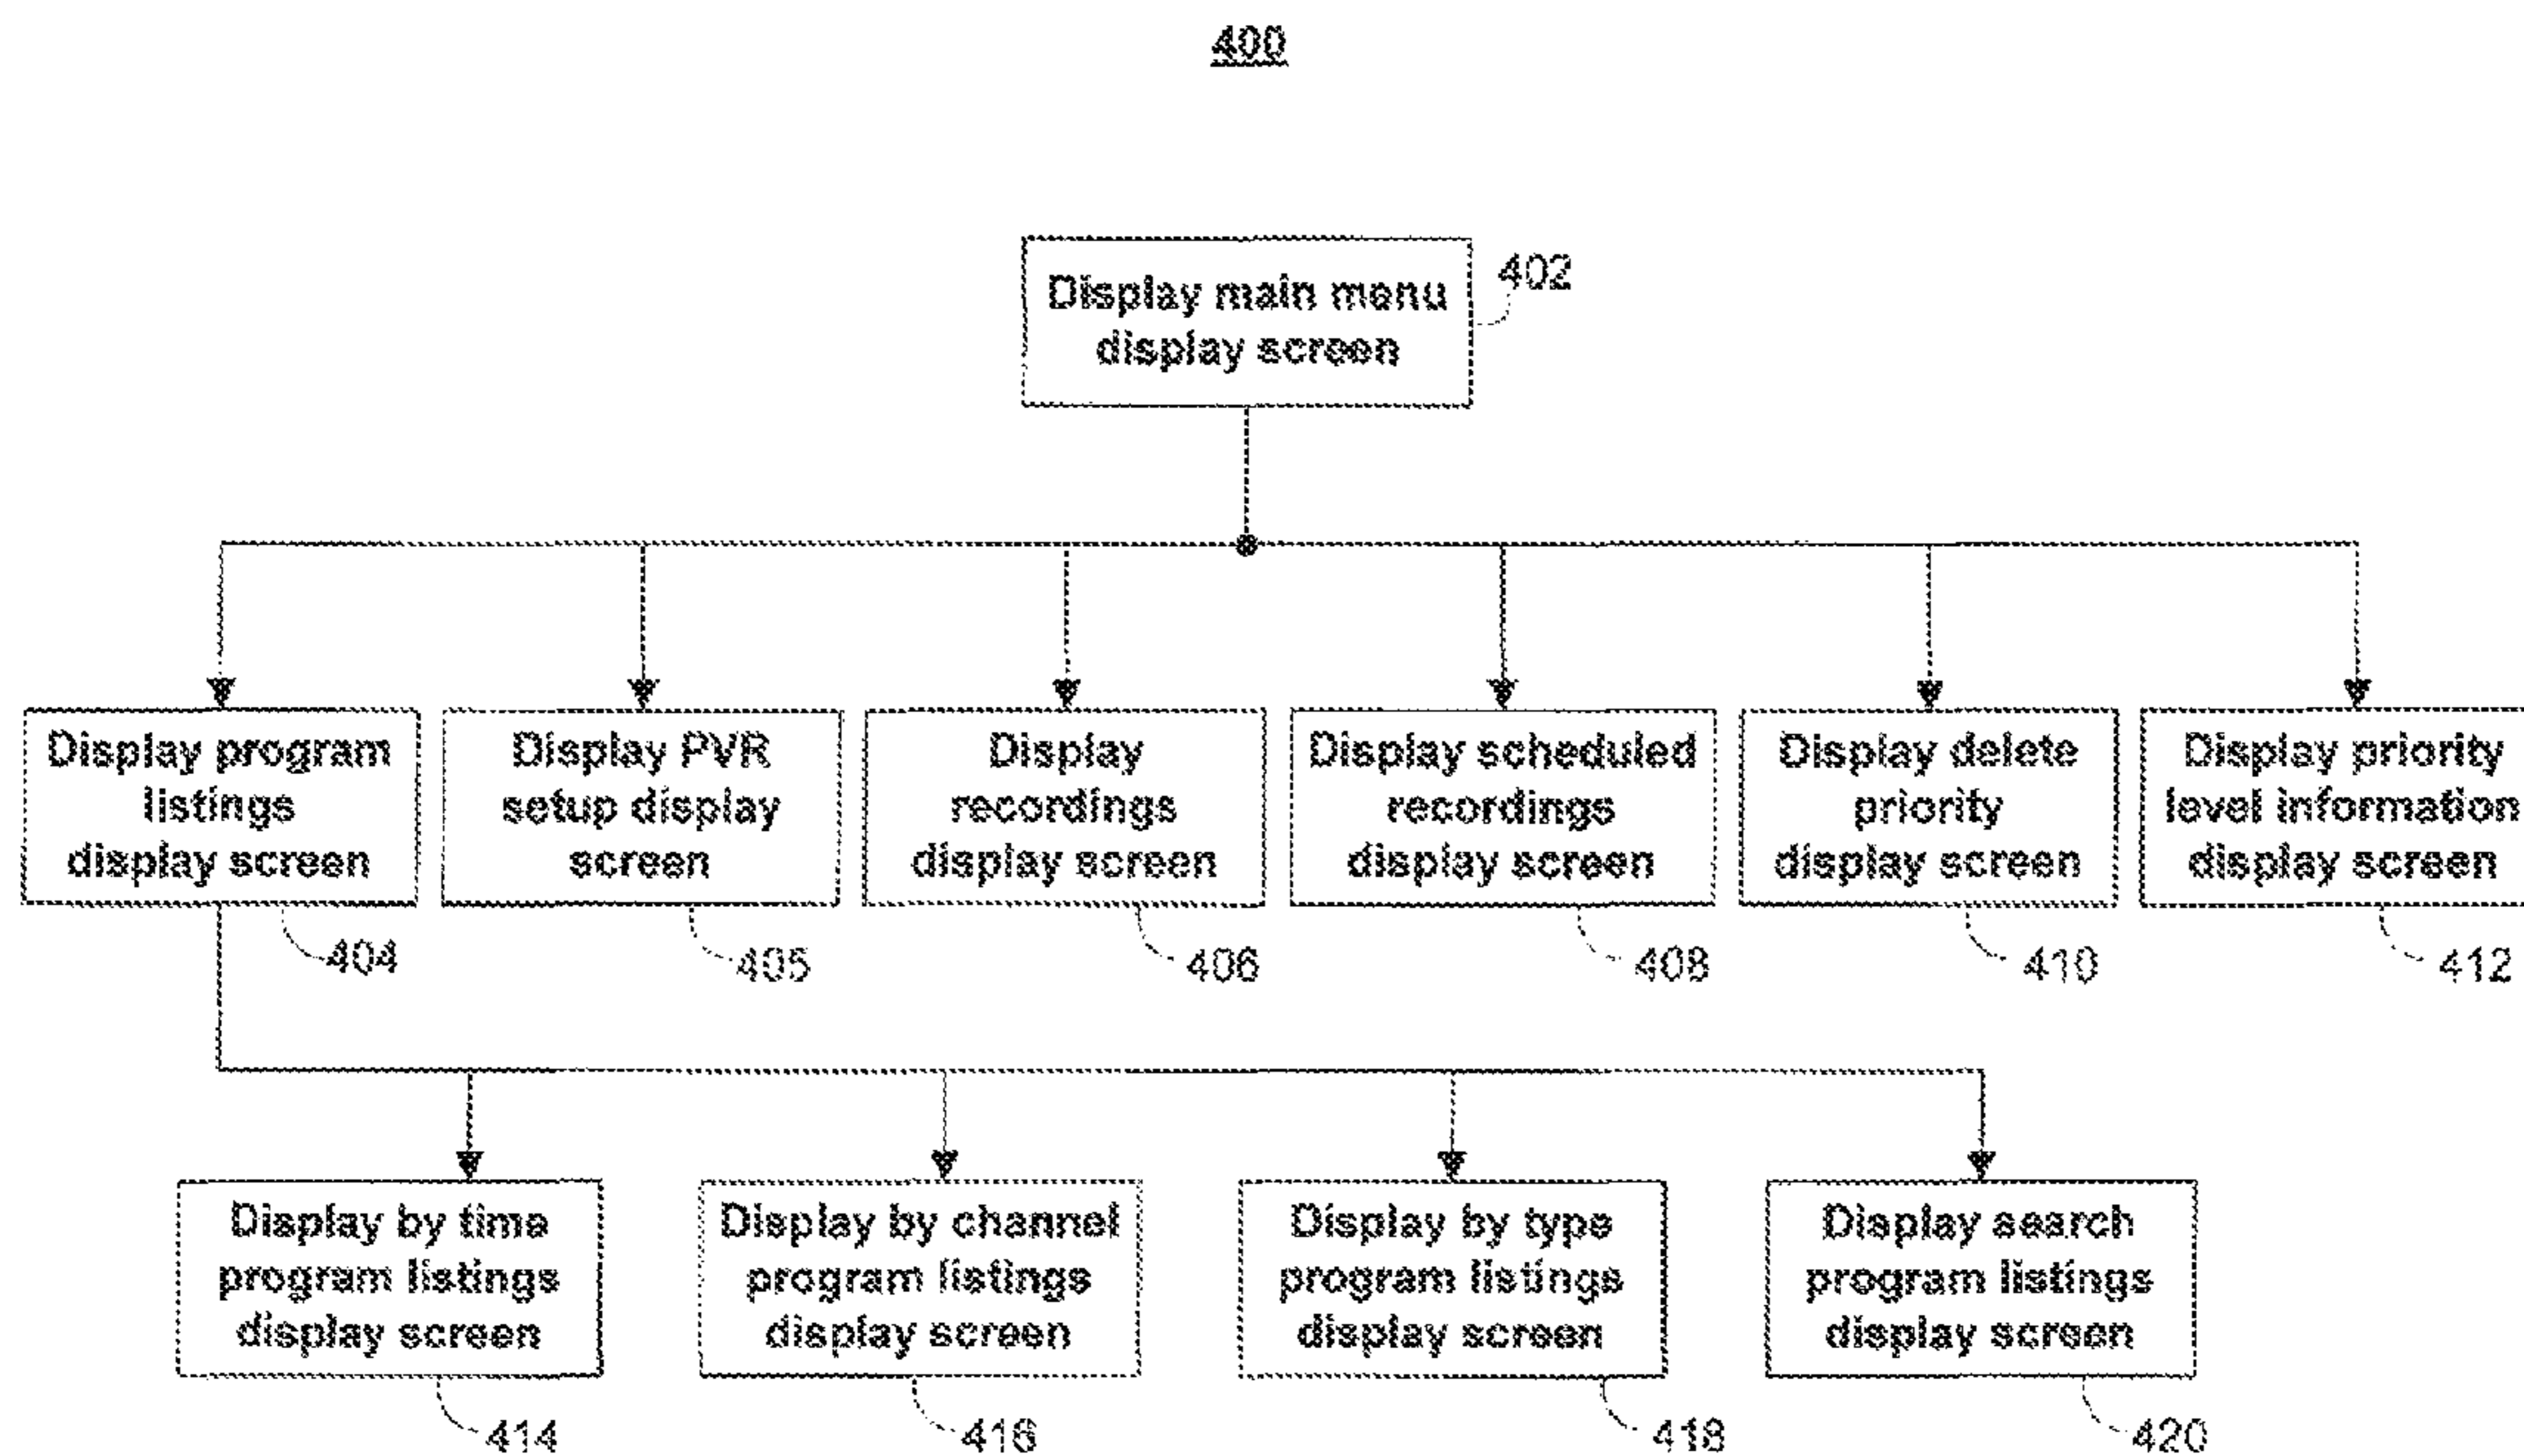 400
Display main menu
display screen
402
Display program
listings
display screen
404
Display PVR
setup display
screen
405
Display
recordings
display screen
406
Display scheduled
recordings
display screen
408
Display delete
priority
display screen
410
Display priority
level information
display screen
412
Display by time
program listings
display screen
414
Display by channel
program listings
display screen
416
Display by type
program listings
display screen
418
Display search
program listings
display screen
420